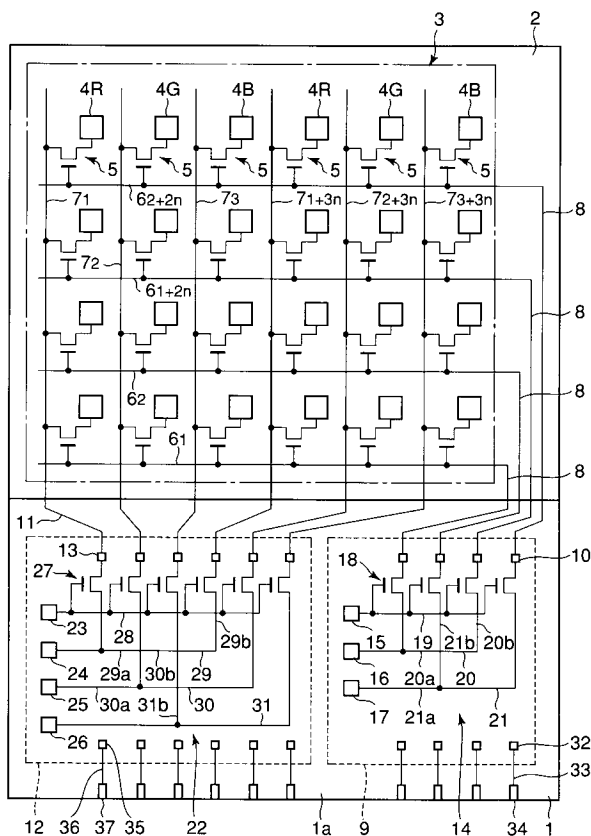 3 2
4R 4G 4B 4R 4G 4B
5 5 5 5 5 5
71 62+2n 73 71+3n 72+3n 73+3n 8
72 61+2n
8
62 8
61 8
11
13 10
27 18
23 28 29b 15 19 21b 20b
24 29a 30b 29 16 20a 20
25 30a 30 17 21a 21
26 31b 31
35 32
36 33
12 37 22 1a 9 14 34 1